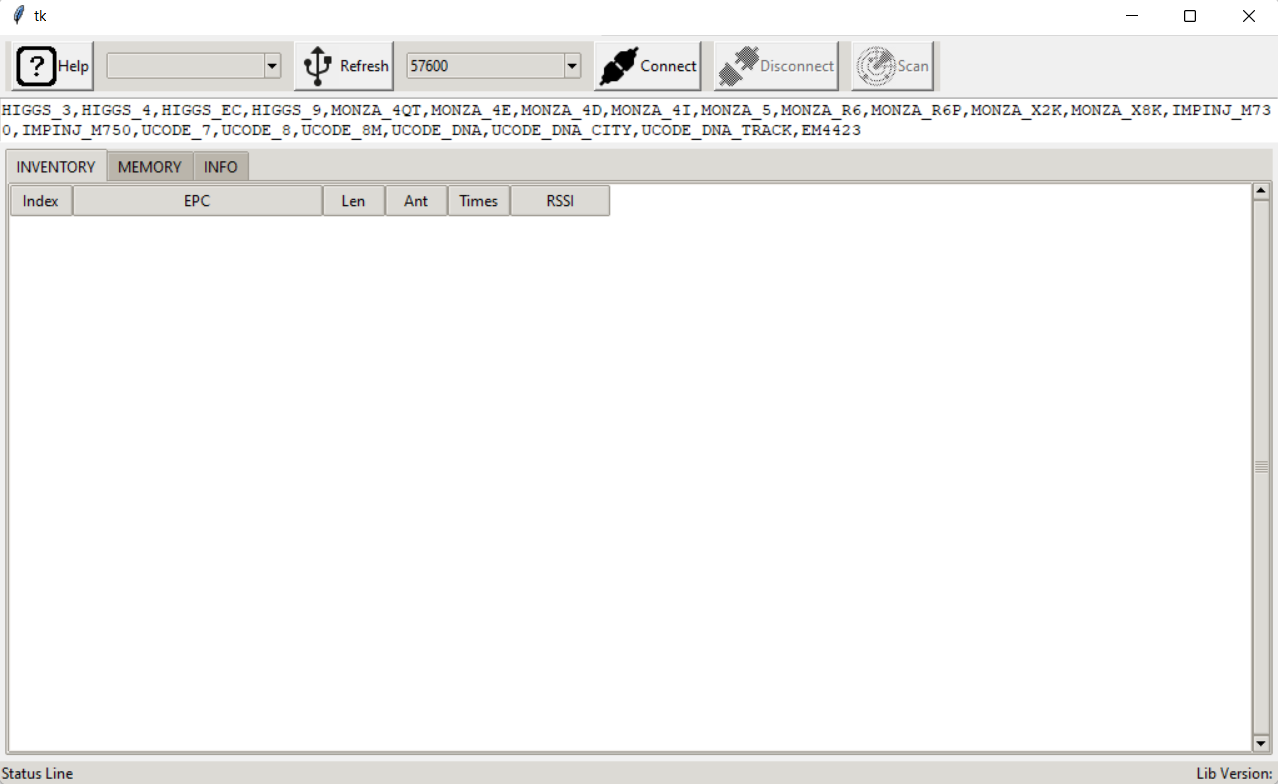 tk
Help
Refresh
57600
Connect
Disconnect
Scan
HIGGS_3,HIGGS_4,HIGGS_EC,HIGGS_9,MONZA_4QT,MONZA_4E,MONZA_4D,MONZA_4I,MONZA_5,MONZA_R6,MONZA_R6P,MONZA_X2K,MONZA_X8K,IMPINJ_M73
0,IMPINJ_M750,UCODE_7,UCODE_8,UCODE_8M,UCODE_DNA,UCODE_DNA_CITY,UCODE_DNA_TRACK,EM4423
INVENTORY MEMORY INFO
Index EPC Len Ant Times RSSI
Status Line Lib Version: